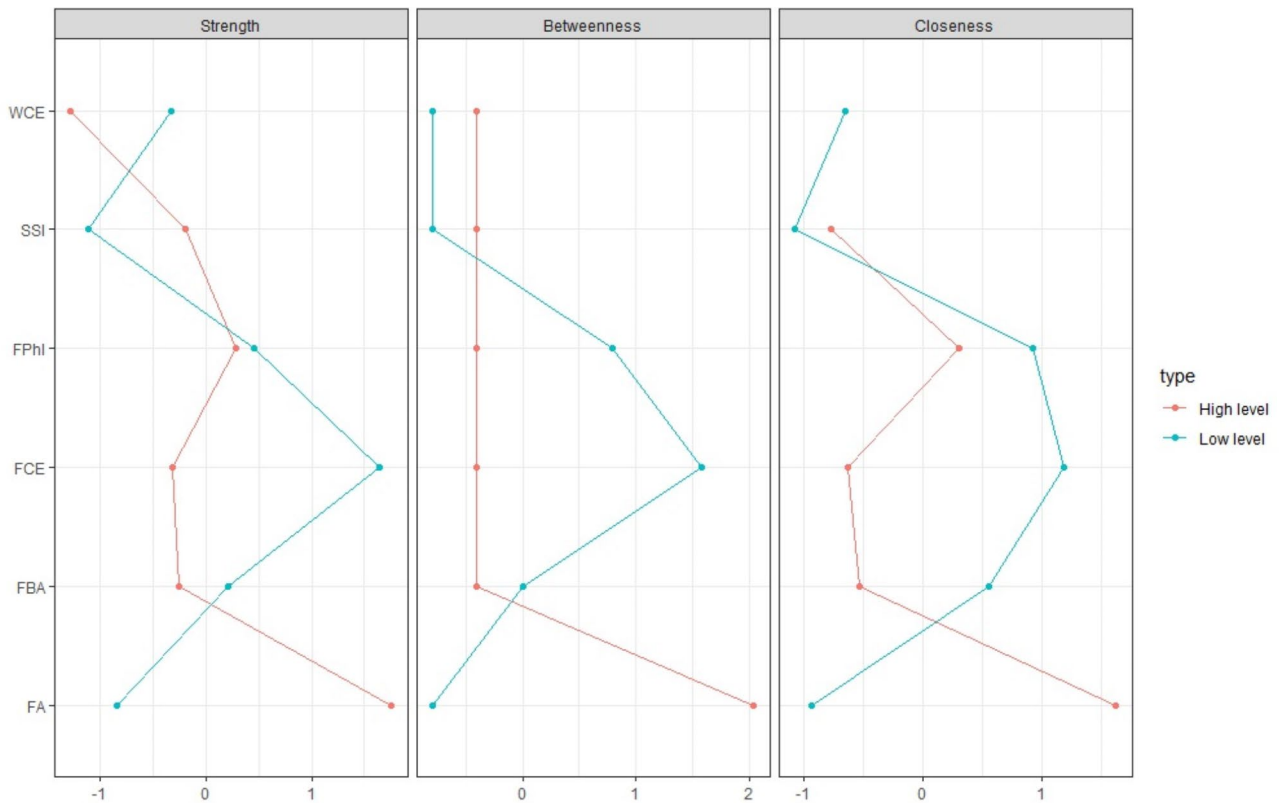 Strength Betweenness Closeness
WCE
SSI
FPhI
FCE
FBA
FA
type
High level
Low level
-1 0 1 0 1 2 -1 0 1